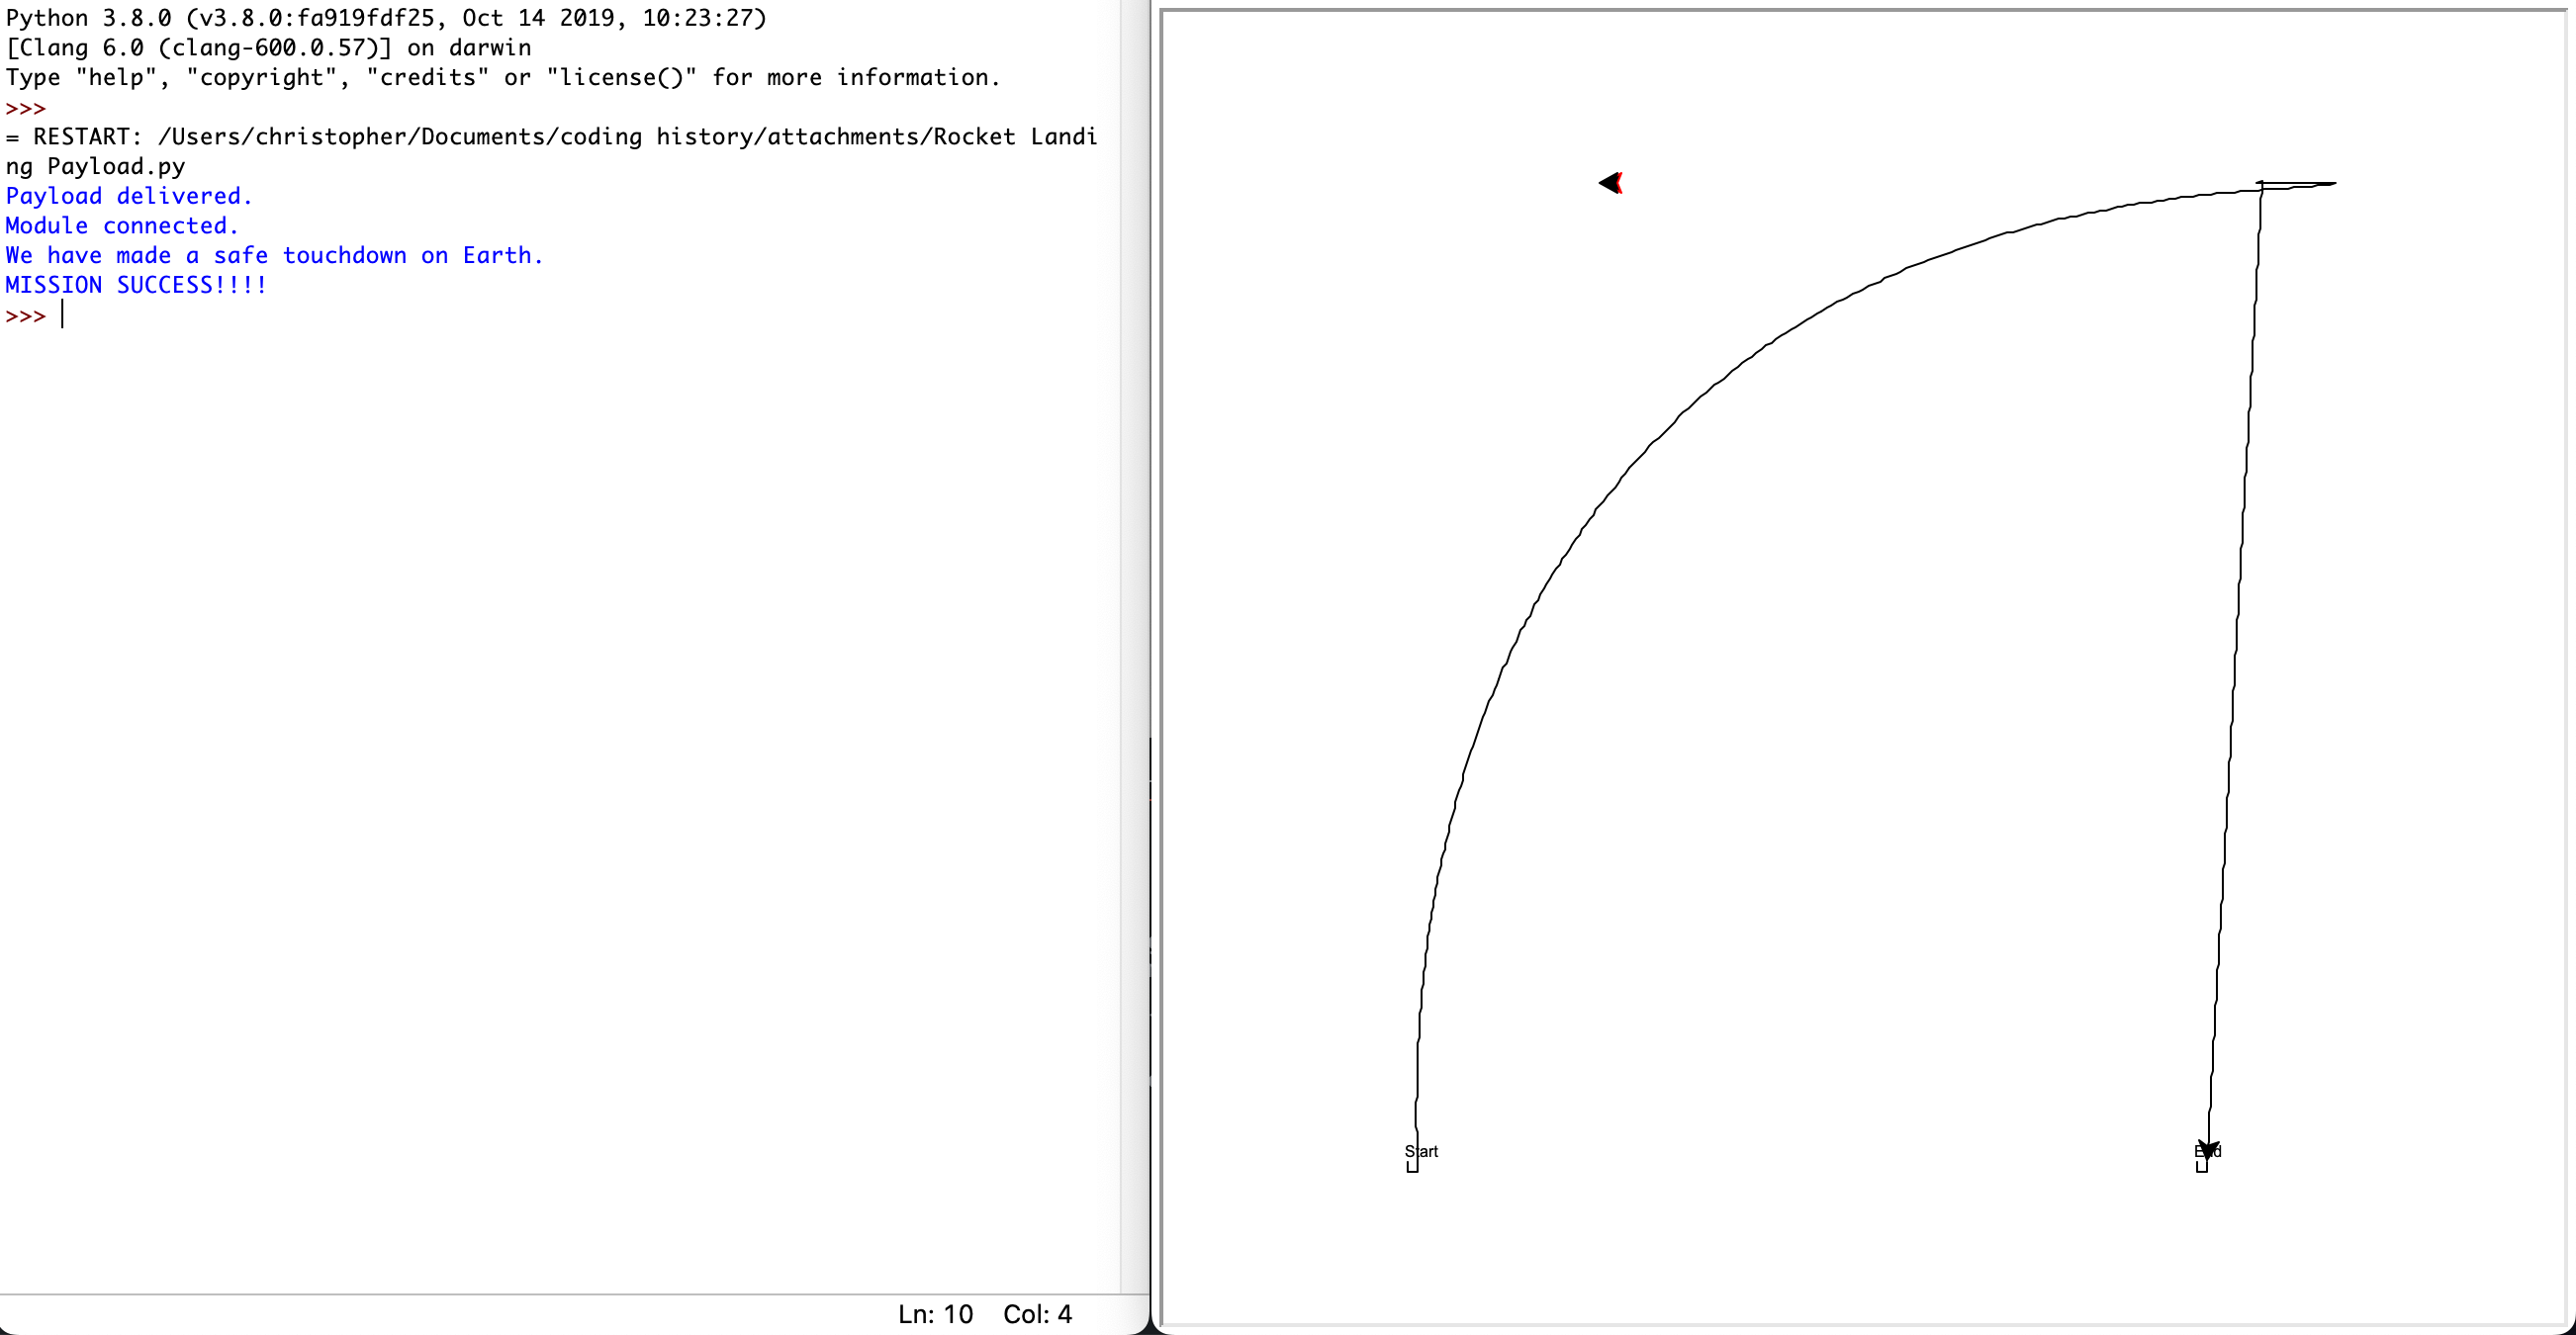 Python 3.8.0 (v3.8.0:fa919fdf25, Oct 14 2019, 10:23:27)
[Clang 6.0 (clang-600.0.57)] on darwin
Type "help", "copyright", "credits" or "license()" for more information.
>>>
= RESTART: /Users/christopher/Documents/coding history/attachments/Rocket Landi
ng Payload.py
Payload delivered.
Module connected.
We have made a safe touchdown on Earth.
MISSION SUCCESS!!!!
>>>
Start
End
Ln: 10 Col: 4